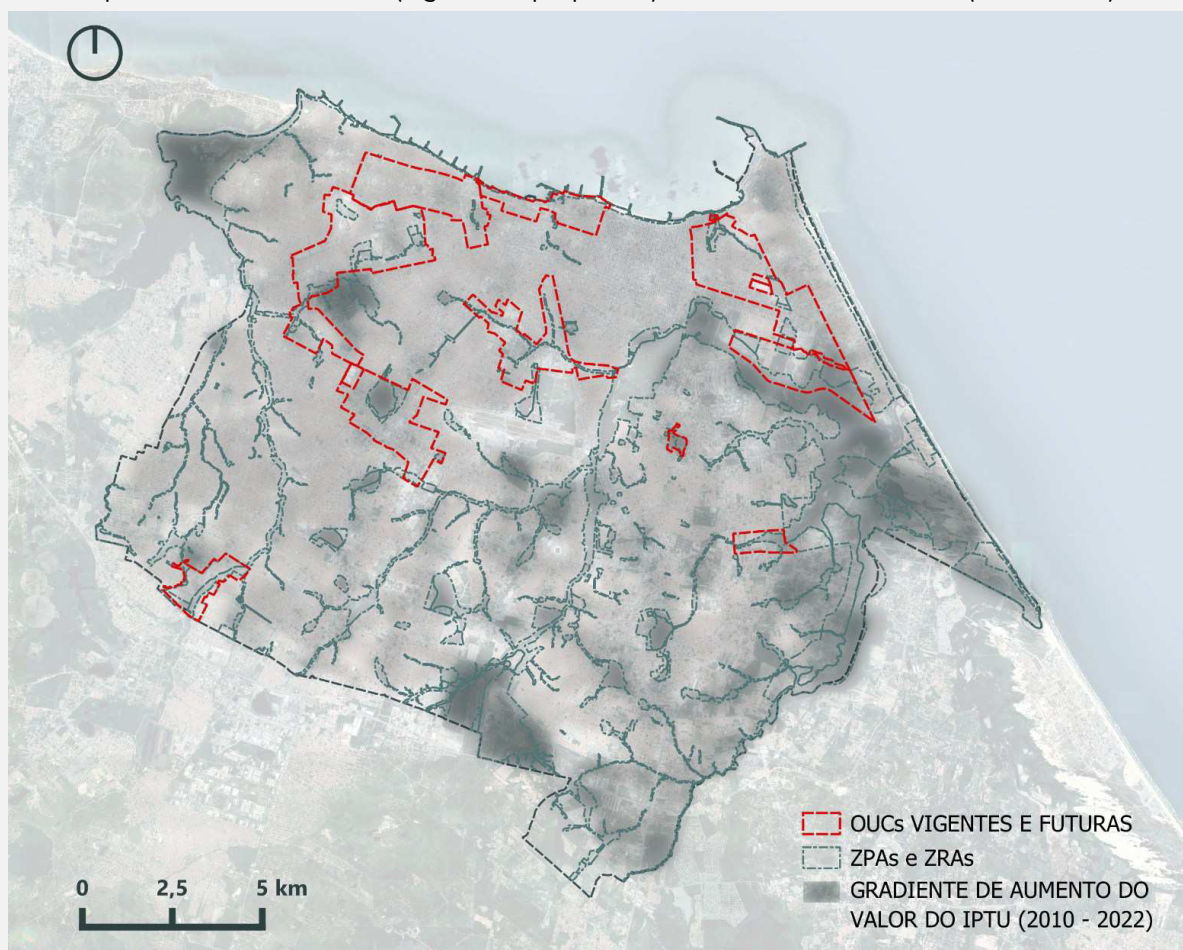 0 2,5 5 km
OUCs VIGENTES E FUTURAS
ZPAs e ZRAs
GRADIENTE DE AUMENTO DO
VALOR DO IPTU (2010 - 2022)